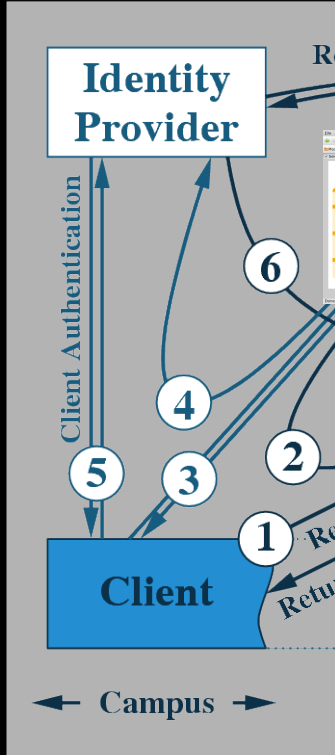 Identity
Provider
Client Authentication
6
4
2
3
5
1
Client
Campus